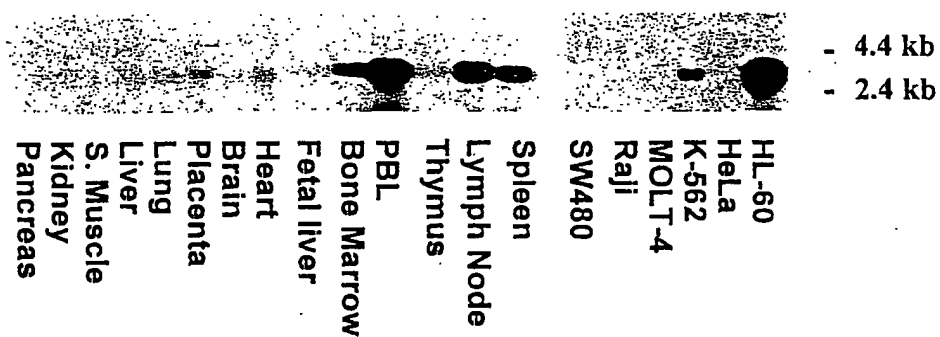 - 4.4 kb
- 2.4 kb
Pancreas
Kidney
S. Muscle
Liver
Lung
Placenta
Brain
Heart
Fetal liver
Bone Marrow
PBL
Thymus
Lymph Node
Spleen
SW480
Raji
MOLT-4
K-562
HeLa
HL-60